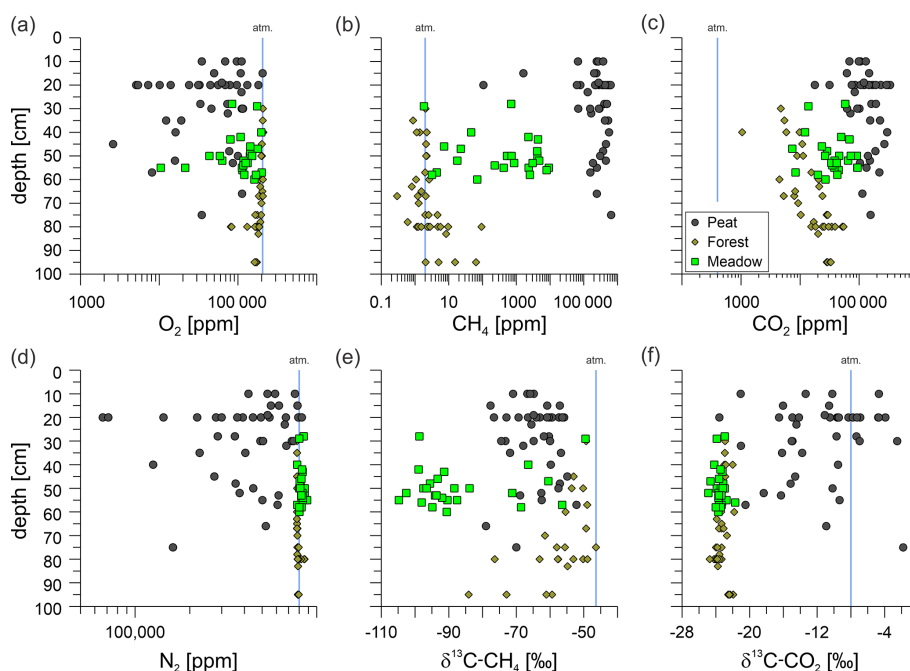 (a)
atm.
0
10
20
30
40
50
60
70
80
90
100
depth [cm]
1000
100 000
O₂ [ppm]
(b)
atm.
0.1
10
1000
100 000
CH₄ [ppm]
(c)
atm.
Peat
Forest
Meadow
1000
100 000
CO₂ [ppm]
(d)
atm.
0
10
20
30
40
50
60
70
80
90
100
depth [cm]
100,000
N₂ [ppm]
(e)
atm.
-110
-90
-70
-50
δ¹³C-CH₄ [‰]
(f)
atm.
-28
-20
-12
-4
δ¹³C-CO₂ [‰]